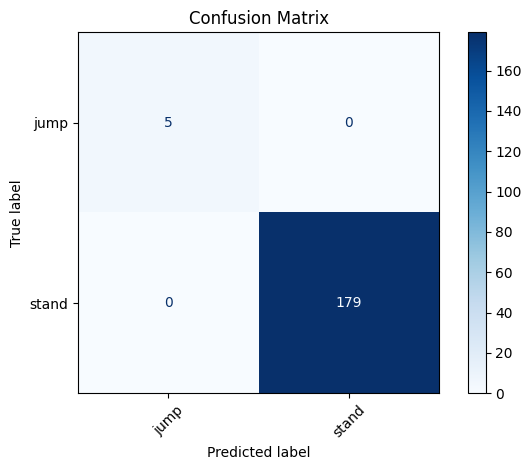 Confusion Matrix
True label
jump
5
0
stand
0
179
jump
stand
Predicted label
160
140
120
100
80
60
40
20
0